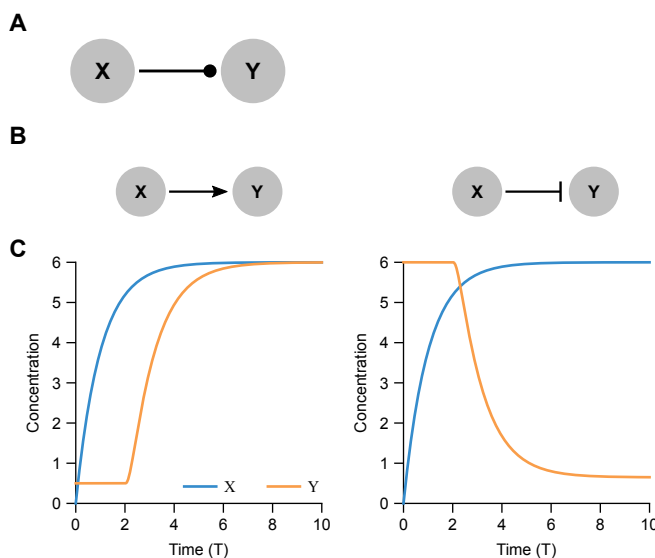 A
X Y
B
X Y X Y
C
6 6
5 5
4 4
3 3
2 2
1 1
0 0
Concentration Concentration
X Y
0 2 4 6 8 10 0 2 4 6 8 10
Time (T) Time (T)